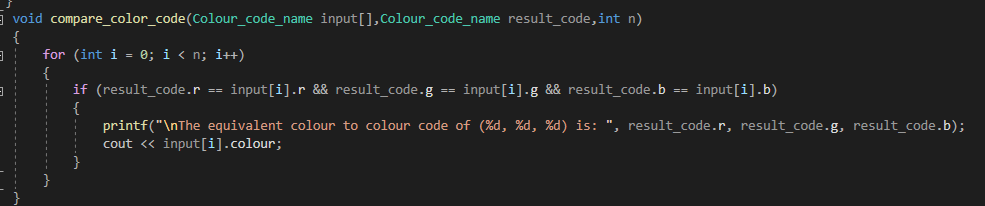 }
void compare_color_code(Colour_code_name input[],Colour_code_name result_code,int n)
{
for (int i = 0; i < n; i++)
{
if (result_code.r == input[i].r && result_code.g == input[i].g && result_code.b == input[i].b)
{
printf("\nThe equivalent colour to colour code of (%d, %d, %d) is: ", result_code.r, result_code.g, result_code.b);
cout << input[i].colour;
}
}
}